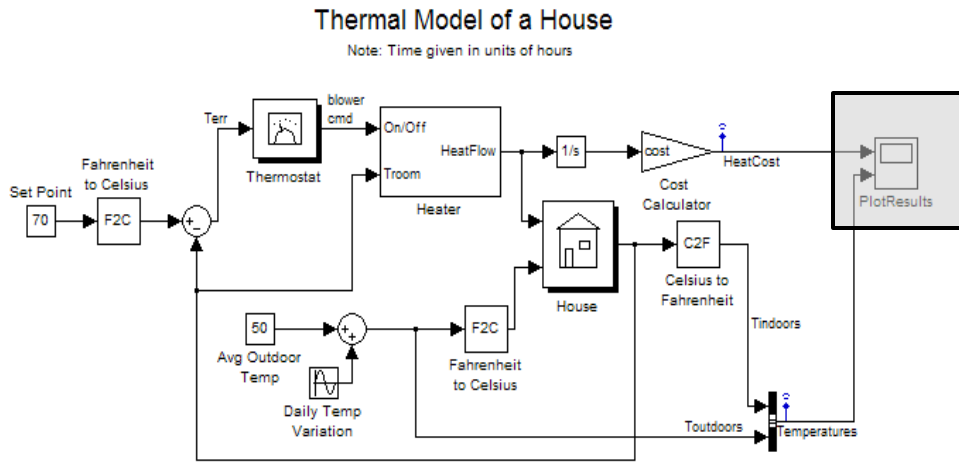 Thermal Model of a House
Note: Time given in units of hours
Set Point
70
Fahrenheit
to Celsius
F2C
+
−
Terr
Thermostat
blower
cmd
On/Off
HeatFlow
Troom
Heater
1/s
cost
Cost
Calculator
HeatCost
PlotResults
House
C2F
Celsius to
Fahrenheit
Tindoors
50
Avg Outdoor
Temp
+
+
Daily Temp
Variation
F2C
Fahrenheit
to Celsius
Toutdoors
Temperatures